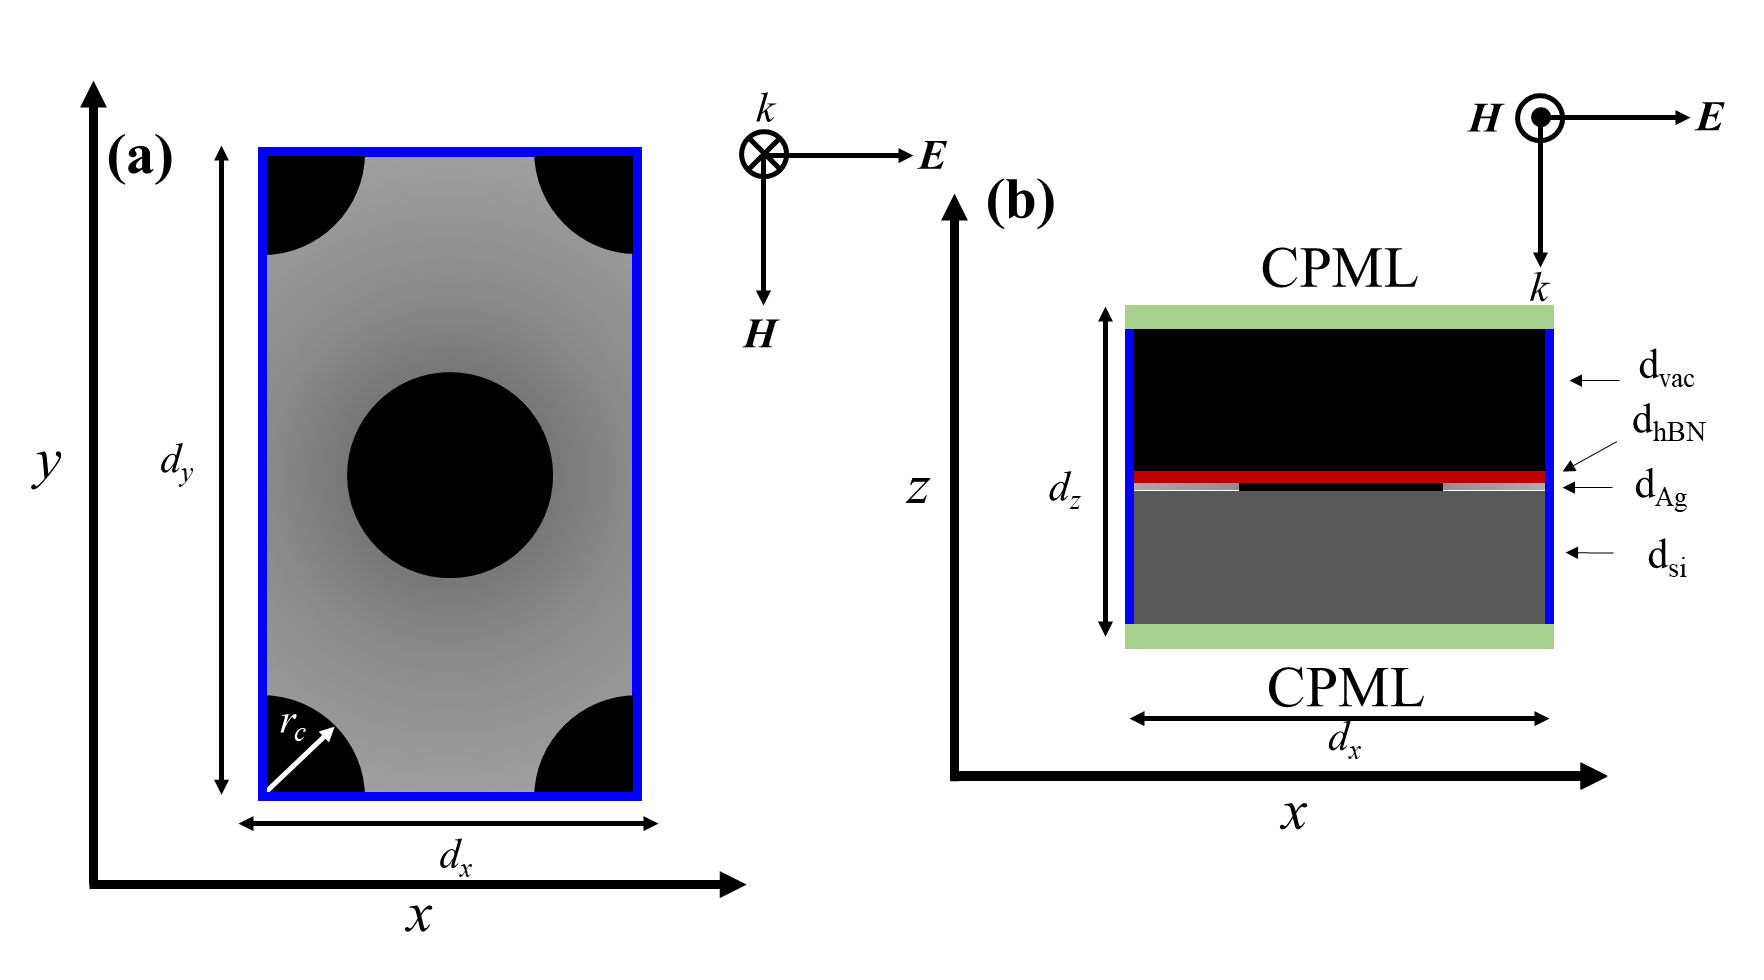 (a)
k
E
H
d_y
y
r_c
d_x
x
(b)
H
E
k
CPML
d_vac
d_hBN
d_Ag
d_si
d_z
z
CPML
d_x
x